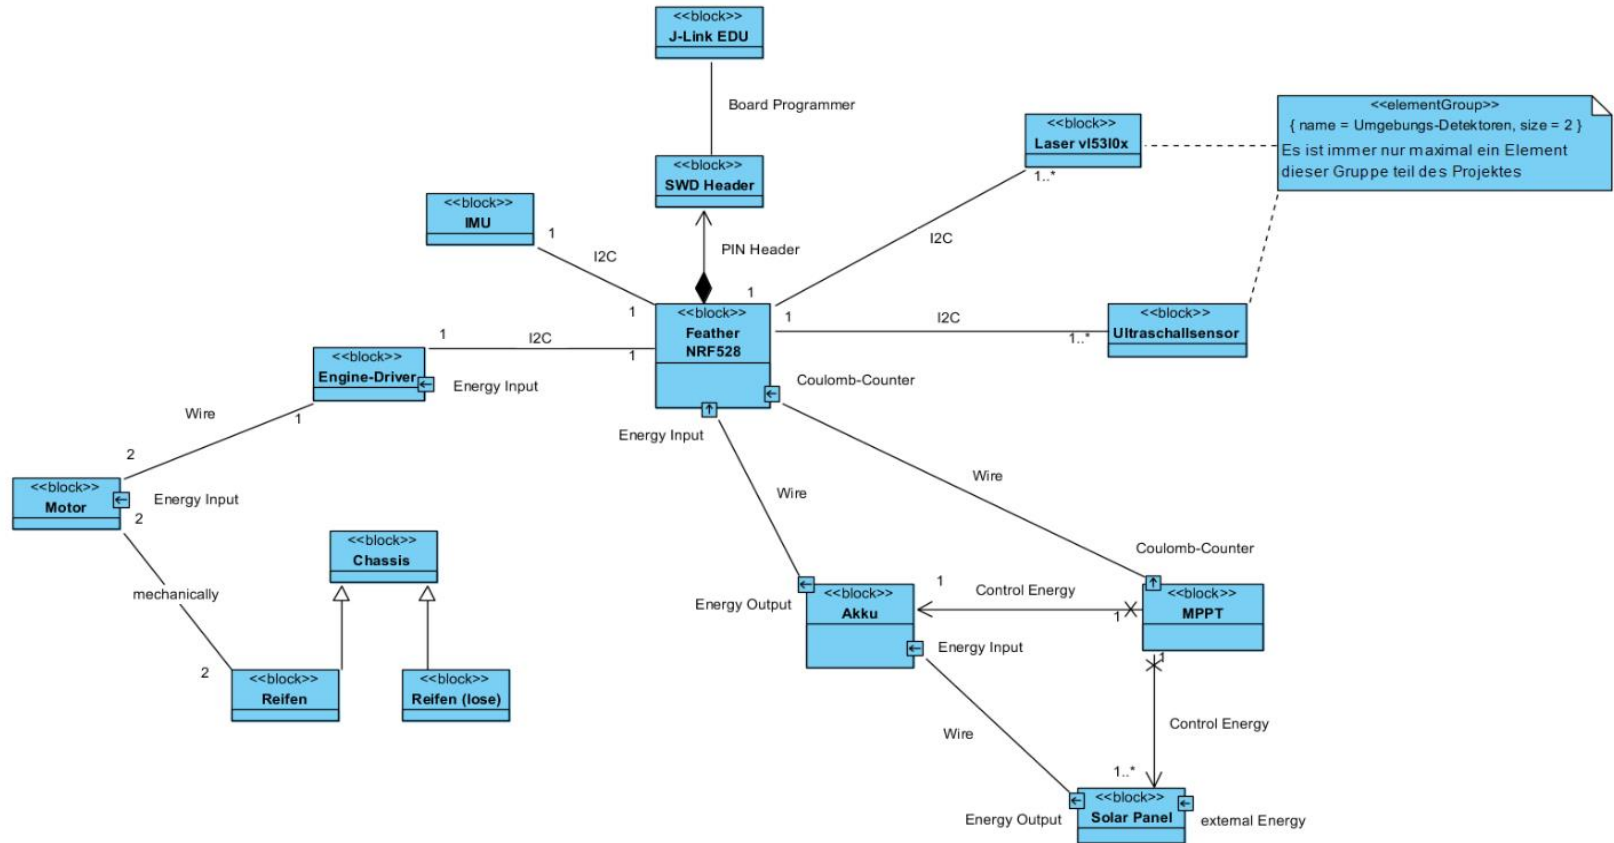 <<block>>
J-Link EDU
Board Programmer
<<block>>
SWD Header
PIN Header
<<block>>
IMU
1
I2C
1
<<block>>
Laser vl53l0x
1..*
I2C
1
<<elementGroup>>
{ name = Umgebungs-Detektoren, size = 2 }
Es ist immer nur maximal ein Element
dieser Gruppe teil des Projektes
<<block>>
Feather
NRF528
1
I2C
1..*
<<block>>
Ultraschallsensor
1
I2C
1
<<block>>
Engine-Driver
Energy Input
Coulomb-Counter
Energy Input
Wire
1
2
<<block>>
Motor
Energy Input
2
mechanically
2
<<block>>
Chassis
<<block>>
Reifen
<<block>>
Reifen (lose)
Wire
Wire
Coulomb-Counter
Energy Output
<<block>>
Akku
1
Control Energy
1
<<block>>
MPPT
Energy Input
1
Control Energy
Wire
1..*
<<block>>
Solar Panel
Energy Output
external Energy